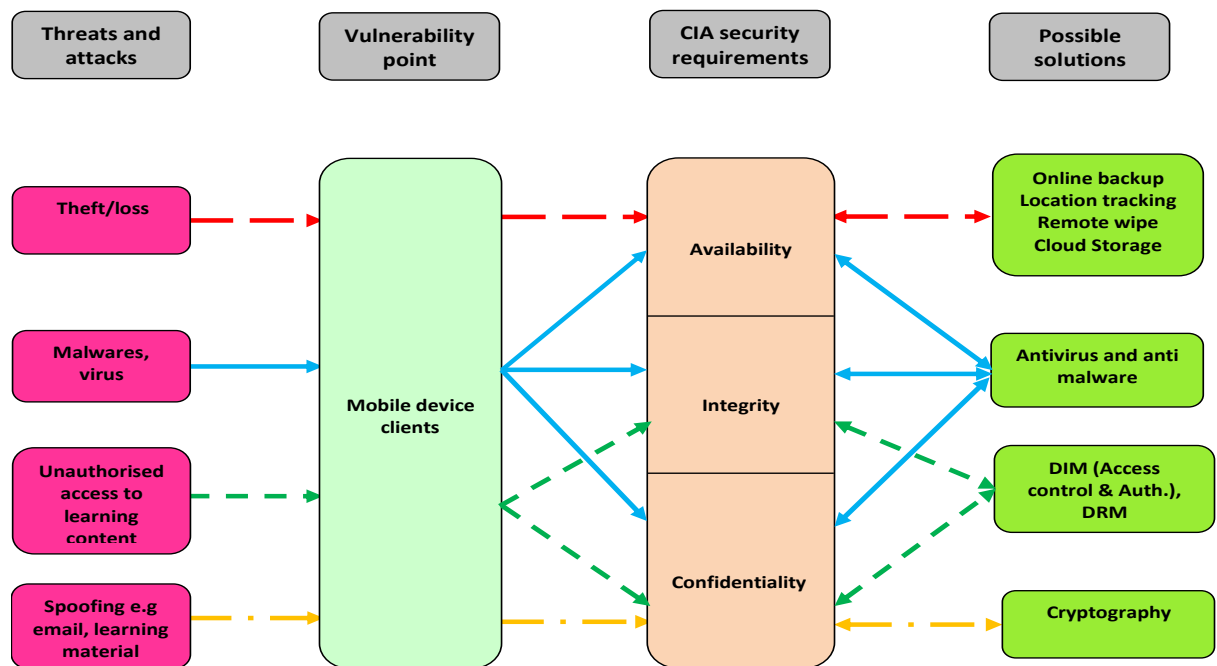 Threats and
attacks
Vulnerability
point
CIA security
requirements
Possible
solutions
Theft/loss
Malwares,
virus
Unauthorised
access to
learning
content
Spoofing e.g
email, learning
material
Mobile device
clients
Availability
Integrity
Confidentiality
Online backup
Location tracking
Remote wipe
Cloud Storage
Antivirus and anti
malware
DIM (Access
control & Auth.),
DRM
Cryptography